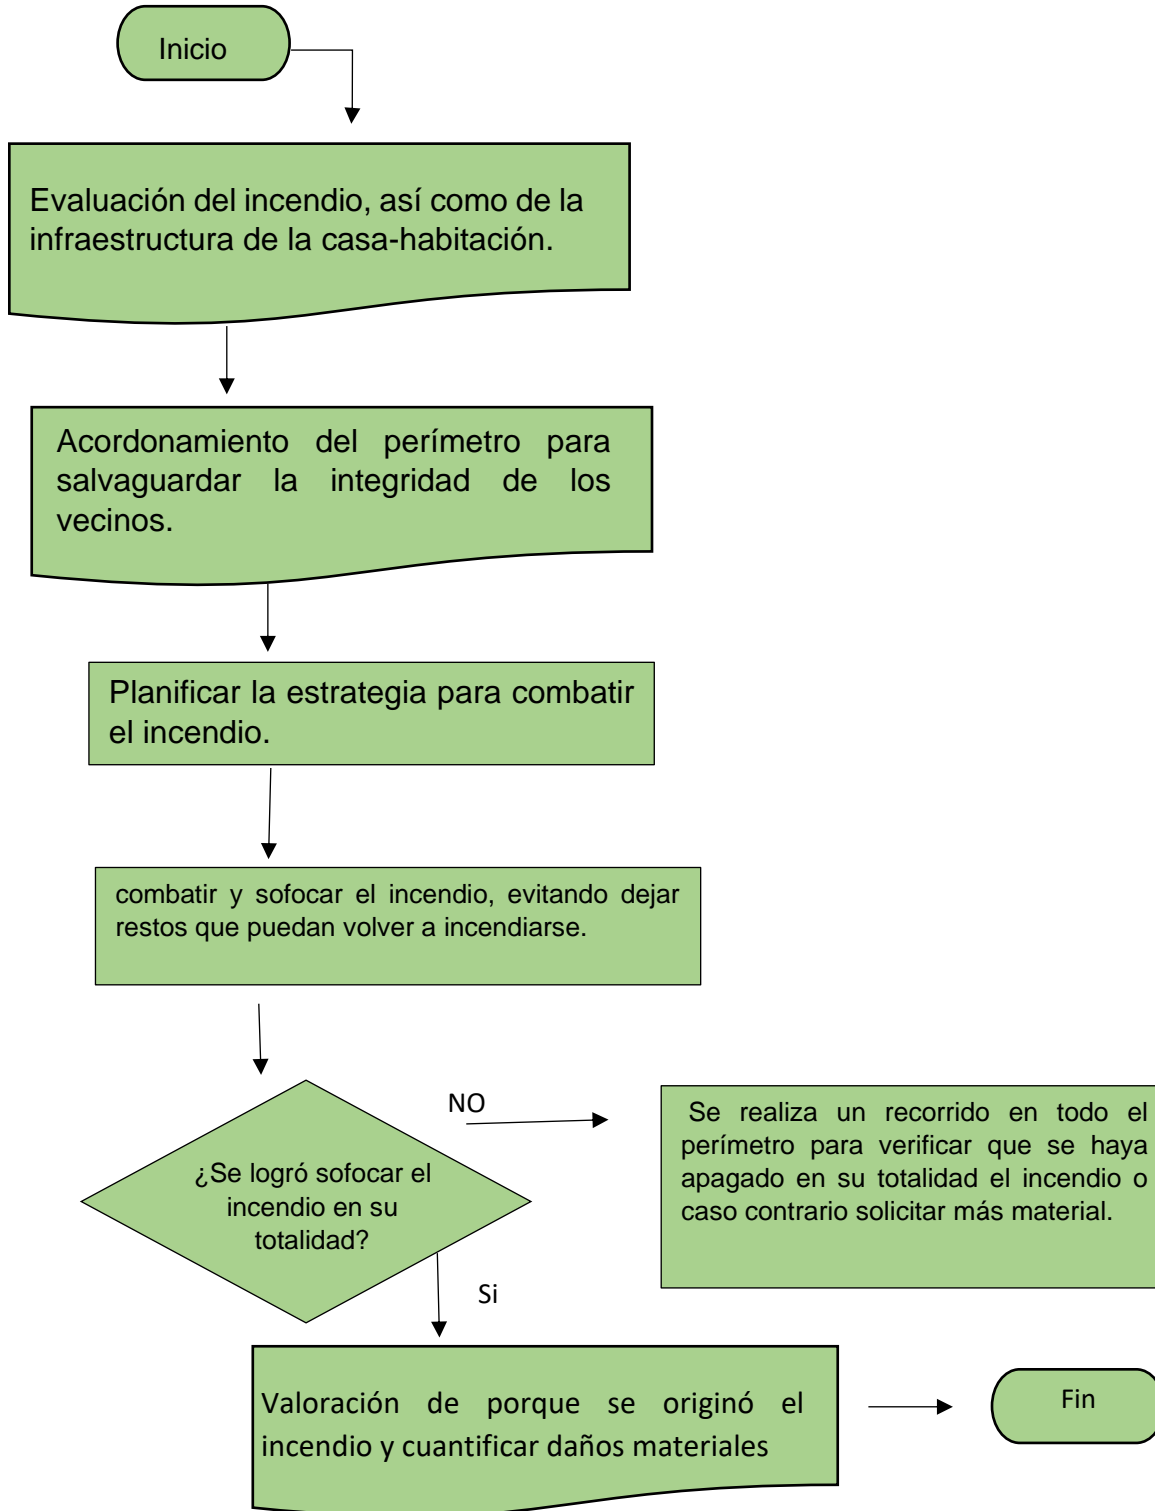 Inicio
Evaluación del incendio, así como de la
infraestructura de la casa-habitación.
Acordonamiento del perímetro para
salvaguardar la integridad de los
vecinos.
Planificar la estrategia para combatir
el incendio.
combatir y sofocar el incendio, evitando dejar
restos que puedan volver a incendiarse.
¿Se logró sofocar el
incendio en su
totalidad?
NO
Se realiza un recorrido en todo el
perímetro para verificar que se haya
apagado en su totalidad el incendio o
caso contrario solicitar más material.
Si
Valoración de porque se originó el
incendio y cuantificar daños materiales
Fin